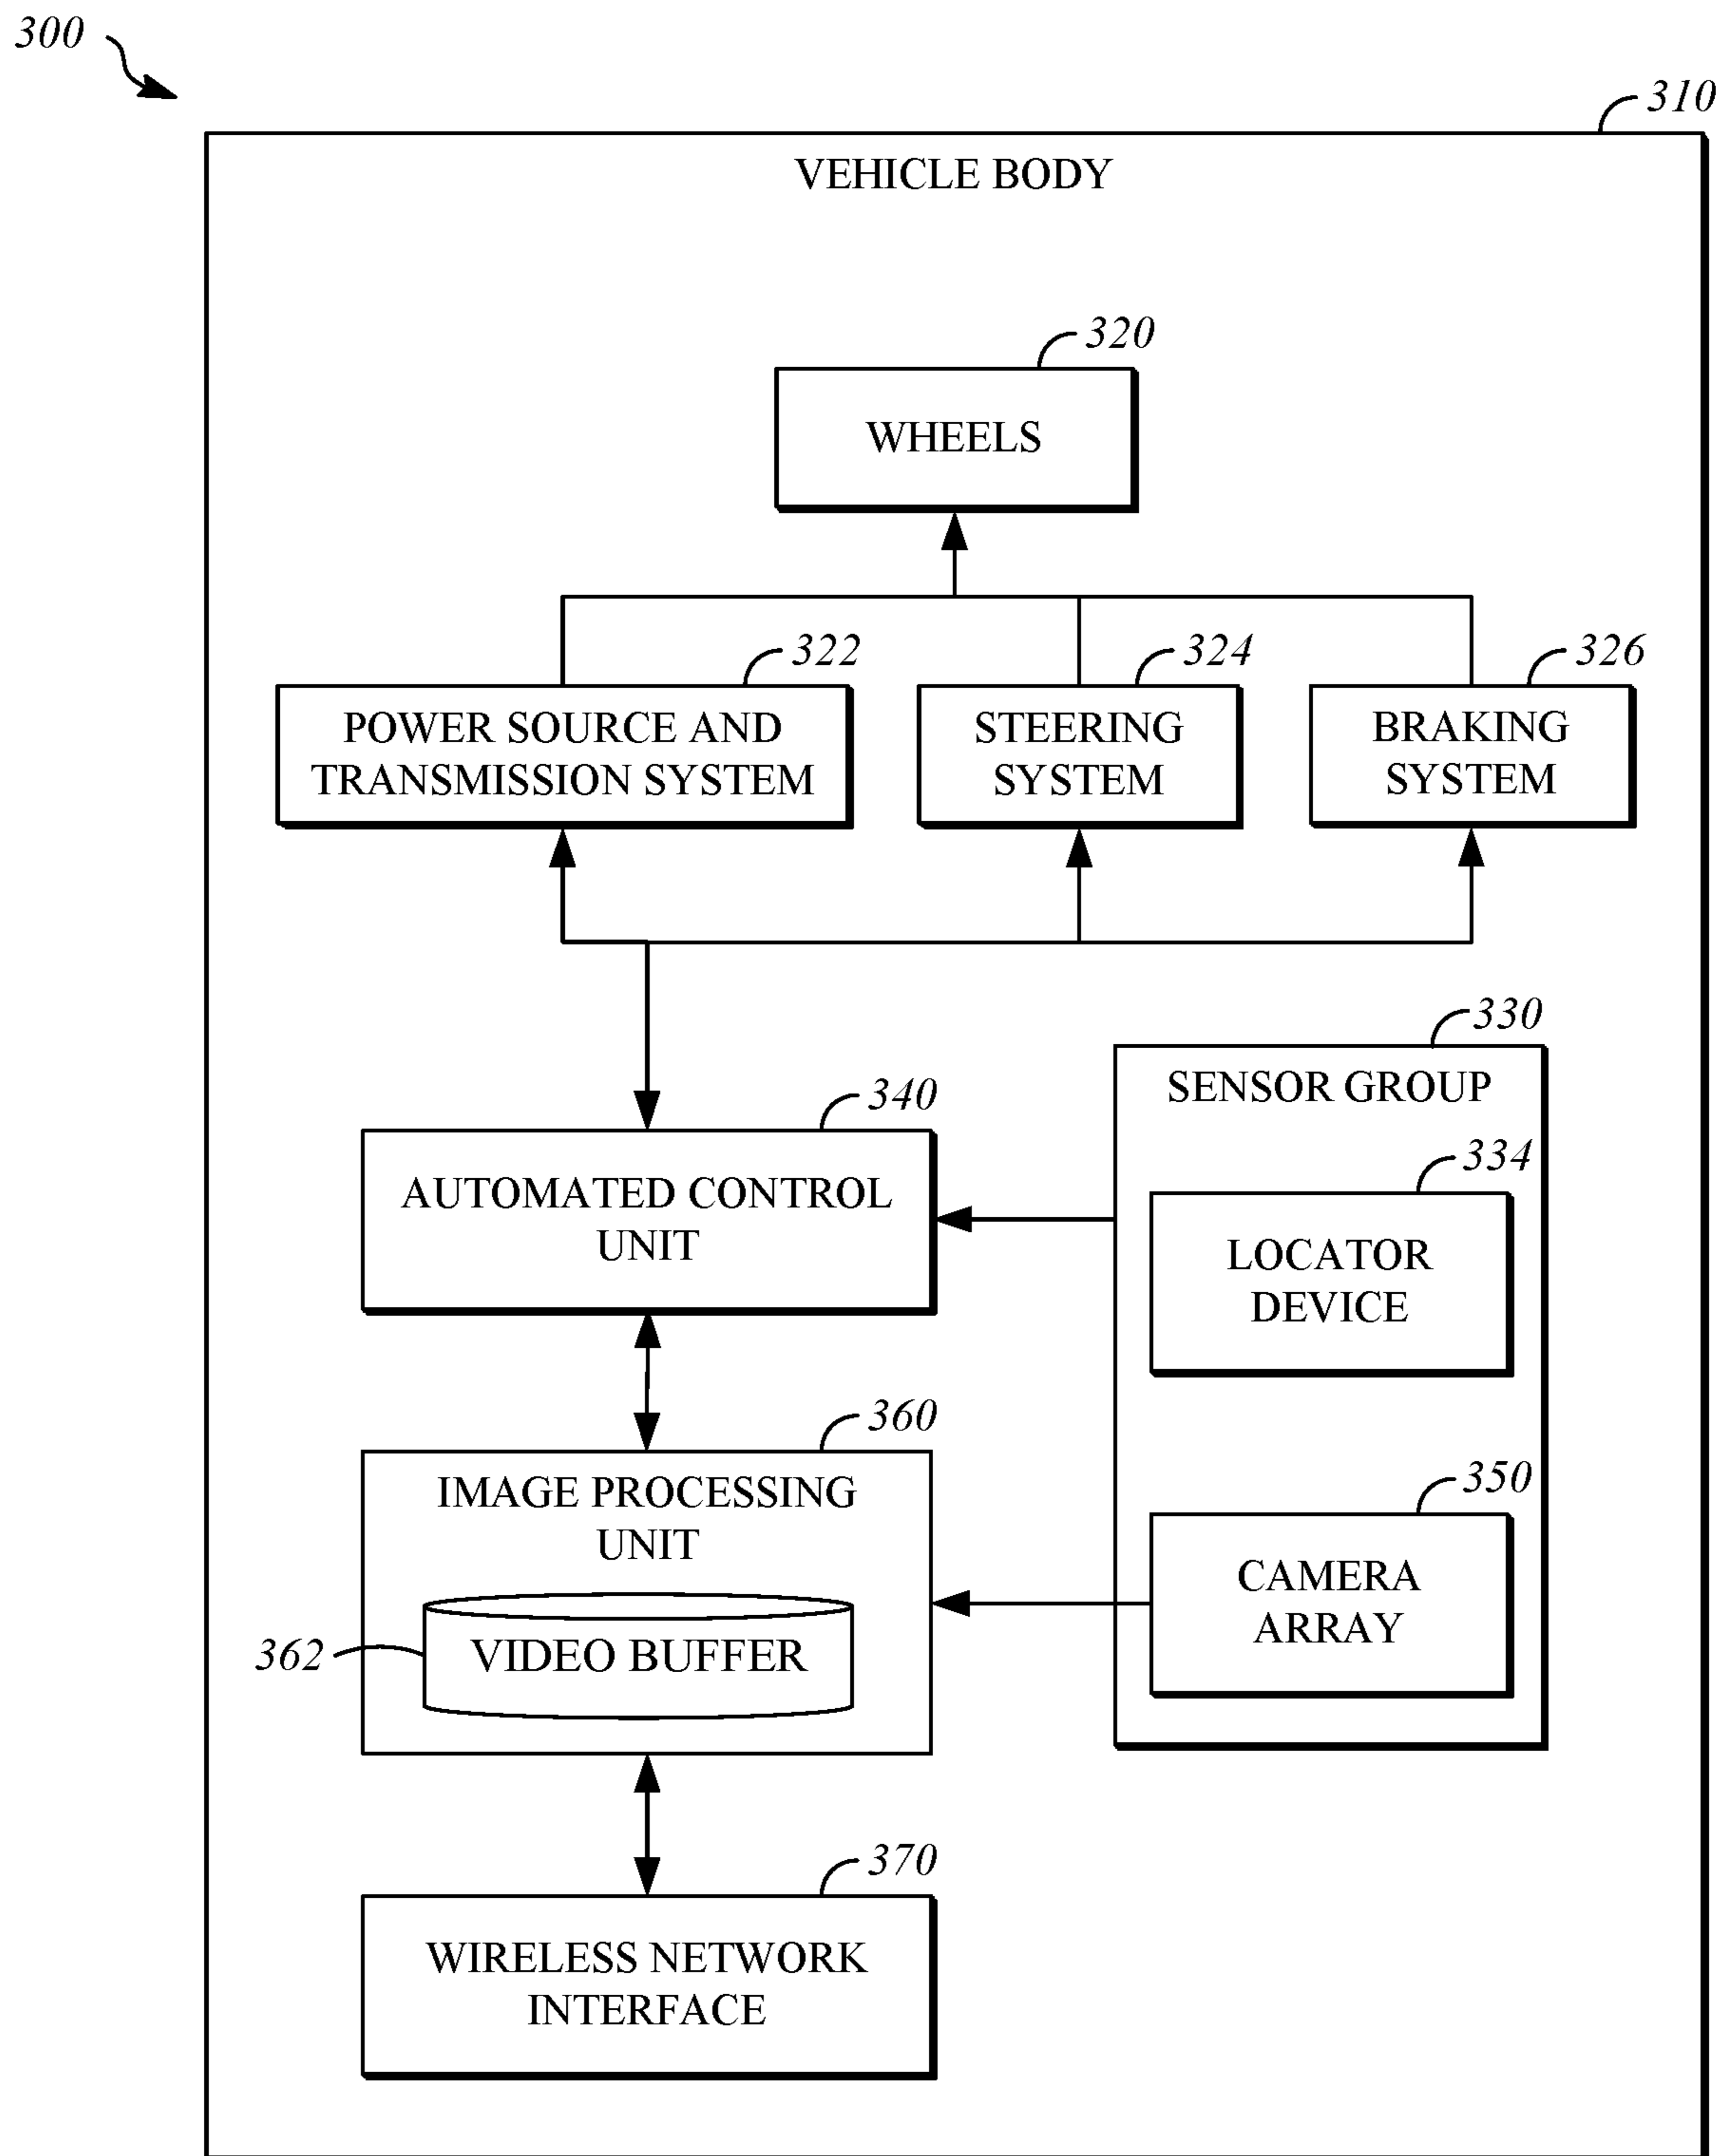 300
310
VEHICLE BODY
320
WHEELS
322
POWER SOURCE AND
TRANSMISSION SYSTEM
324
STEERING
SYSTEM
326
BRAKING
SYSTEM
330
SENSOR GROUP
334
LOCATOR
DEVICE
340
AUTOMATED CONTROL
UNIT
350
CAMERA
ARRAY
360
IMAGE PROCESSING
UNIT
362
VIDEO BUFFER
370
WIRELESS NETWORK
INTERFACE